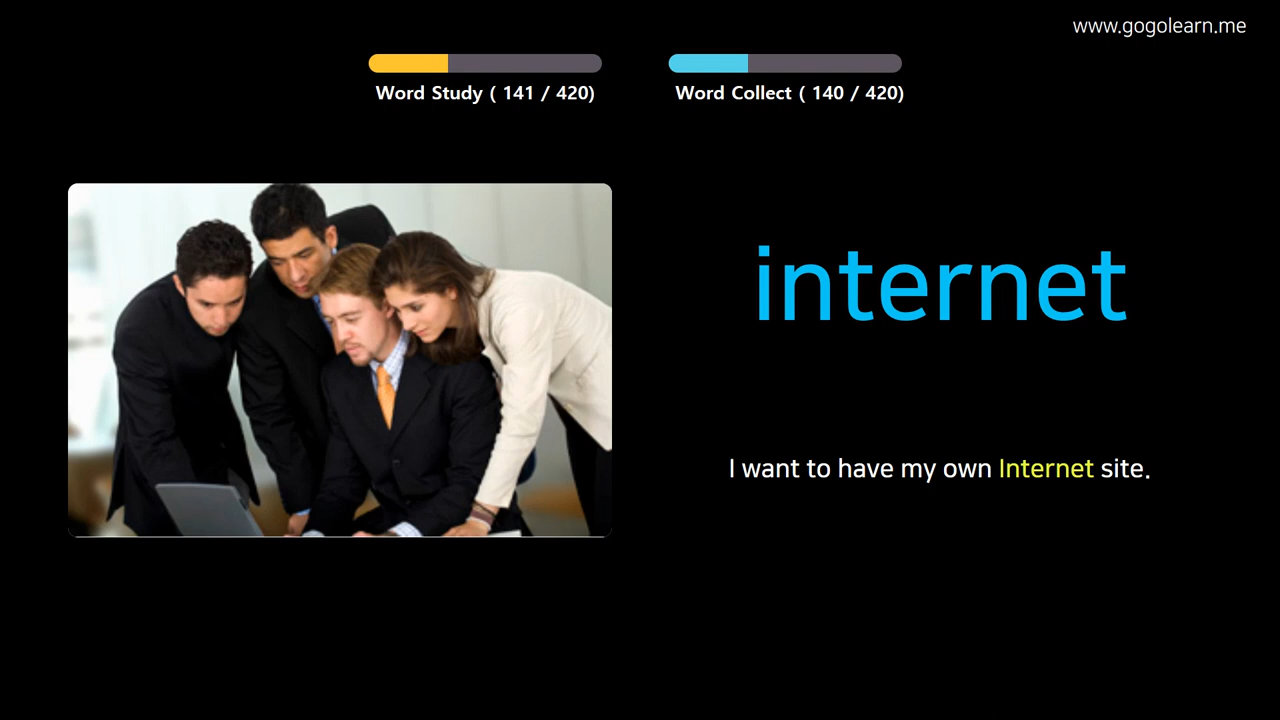 www.gogolearn.me
Word Study ( 141 / 420)
Word Collect ( 140 / 420)
internet
I want to have my own Internet site.